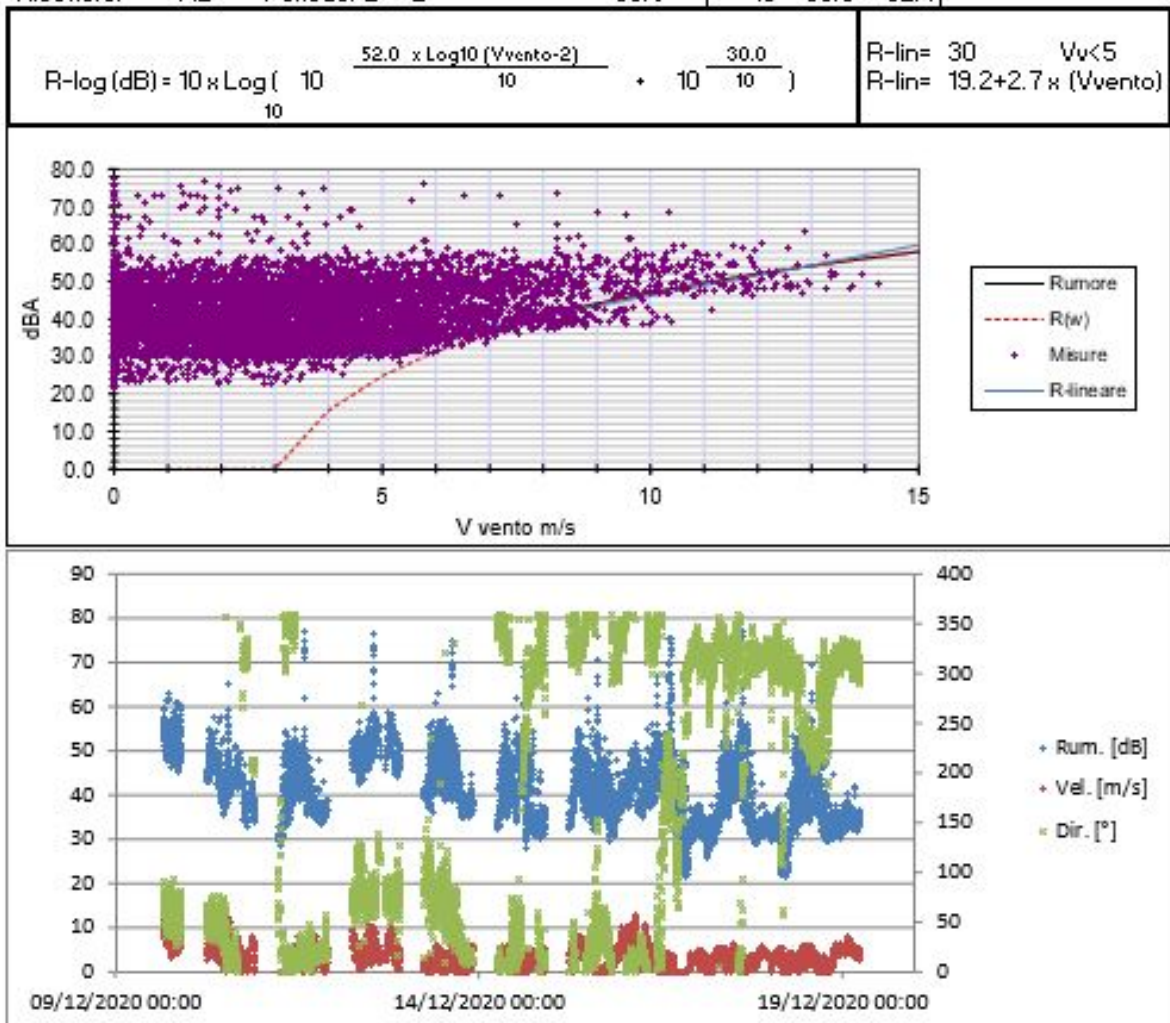 52.0 x Log10 (Vvento-2) 30.0
R-log (dB) = 10 x Log ( 10 10 + 10 10 )
10
R-lin= 30 Vv<5
R-lin= 19.2+2.7 x (Vvento)
80.0
70.0
60.0
50.0
40.0
30.0
20.0
10.0
0.0
dBA
0 5 10 15
V vento m/s
Rumore
R(w)
Misure
R-lineare
90
80
70
60
50
40
30
20
10
0
400
350
300
250
200
150
100
50
0
09/12/2020 00:00 14/12/2020 00:00 19/12/2020 00:00
Rum. [dB]
Vel. [m/s]
Dir. [°]